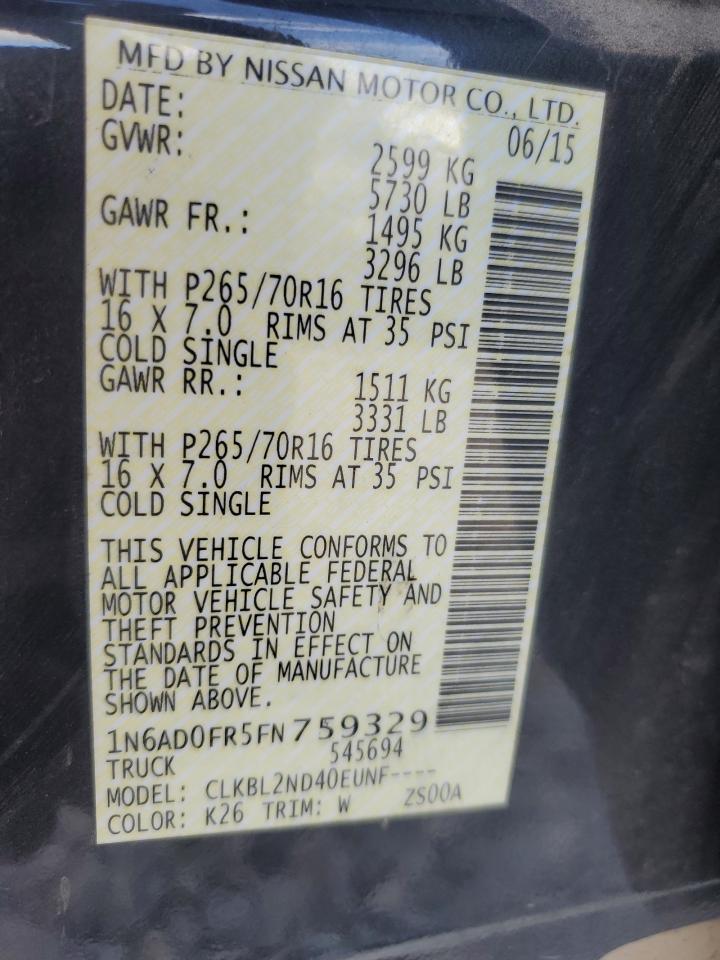 MFD BY NISSAN MOTOR CO., LTD.
DATE: 06/15
GVWR: 2599 KG
5730 LB
GAWR FR.: 1495 KG
3296 LB
WITH P265/70R16 TIRES
16 X 7.0 RIMS AT 35 PSI
COLD SINGLE
GAWR RR.: 1511 KG
3331 LB
WITH P265/70R16 TIRES
16 X 7.0 RIMS AT 35 PSI
COLD SINGLE
THIS VEHICLE CONFORMS TO
ALL APPLICABLE FEDERAL
MOTOR VEHICLE SAFETY AND
THEFT PREVENTION
STANDARDS IN EFFECT ON
THE DATE OF MANUFACTURE
SHOWN ABOVE.
1N6AD0FR5FN759329
TRUCK 545694
MODEL: CLKBL2ND40EUNF----
COLOR: K26 TRIM: W ZS00A